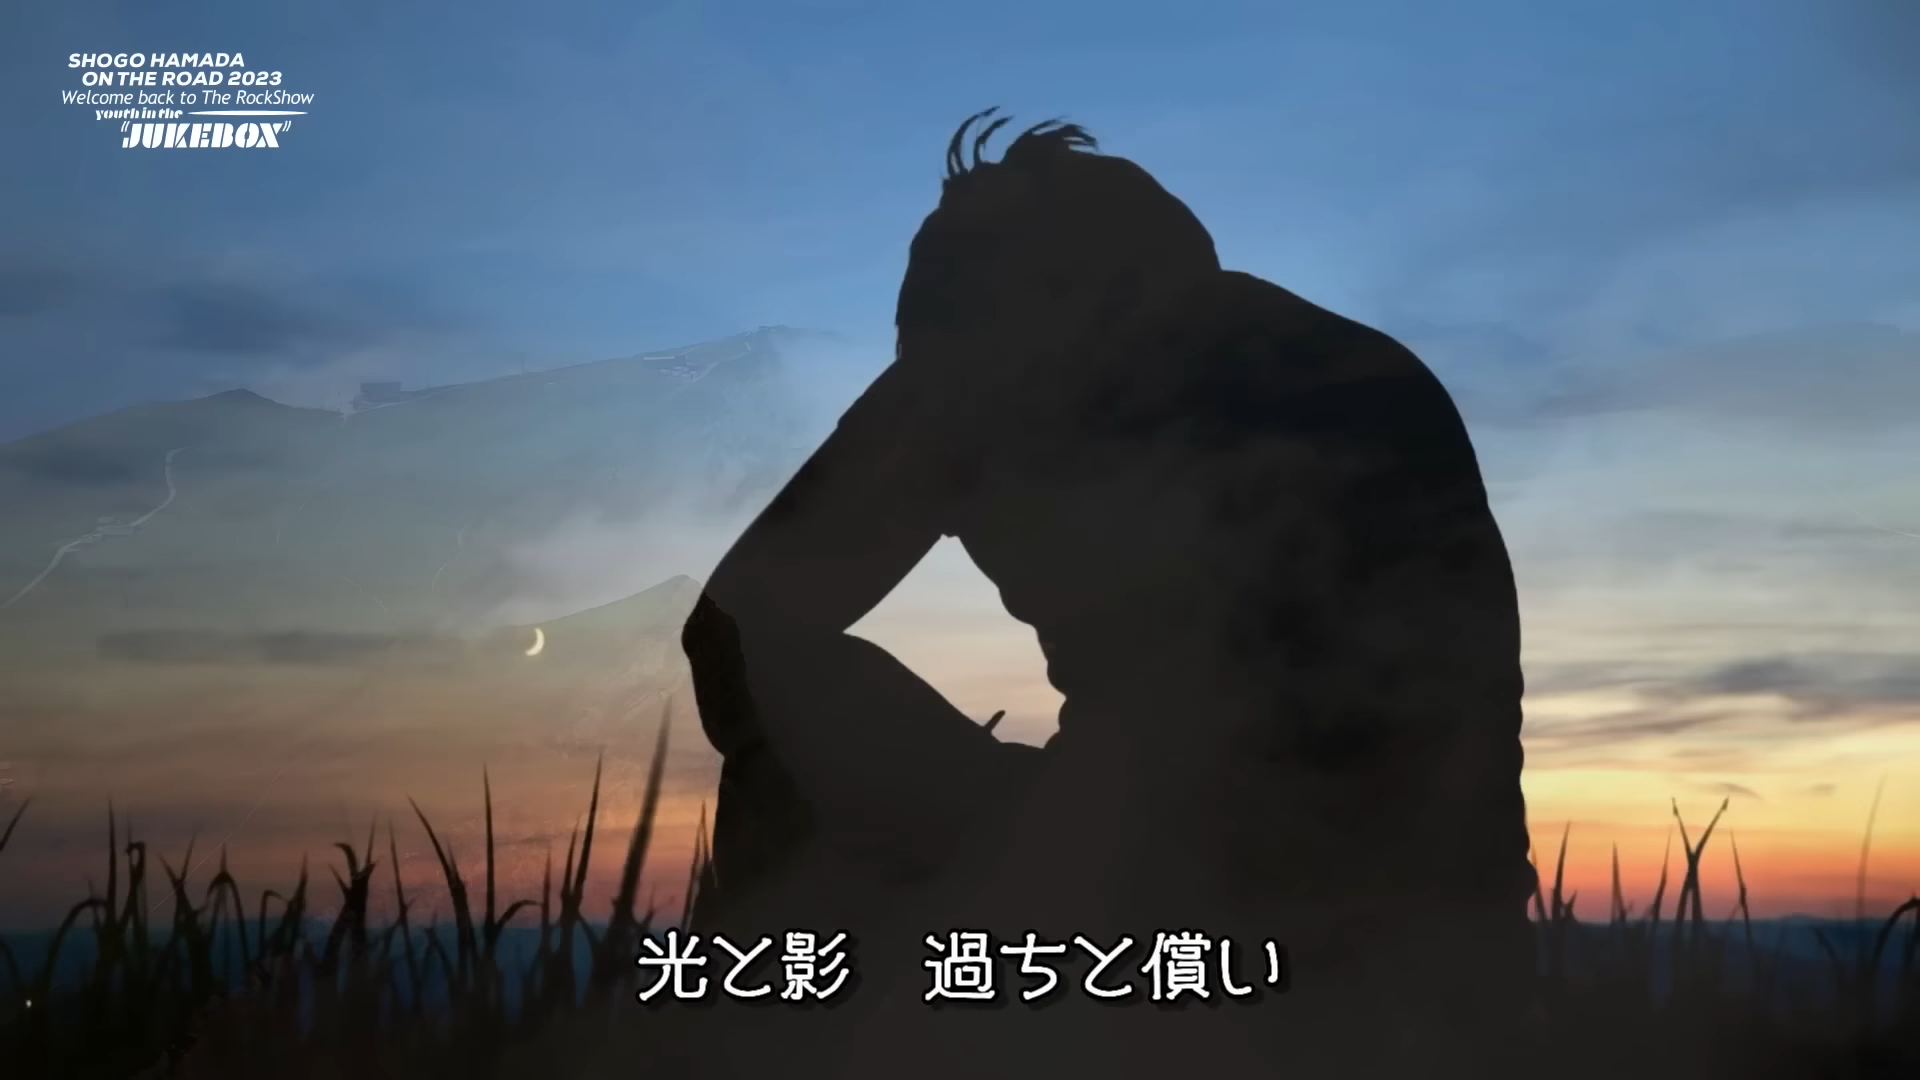 SHOGO HAMADA
ON THE ROAD 2023
Welcome back to The RockShow
youth in the
"JUKEBOX"
光と影　過ちと償い